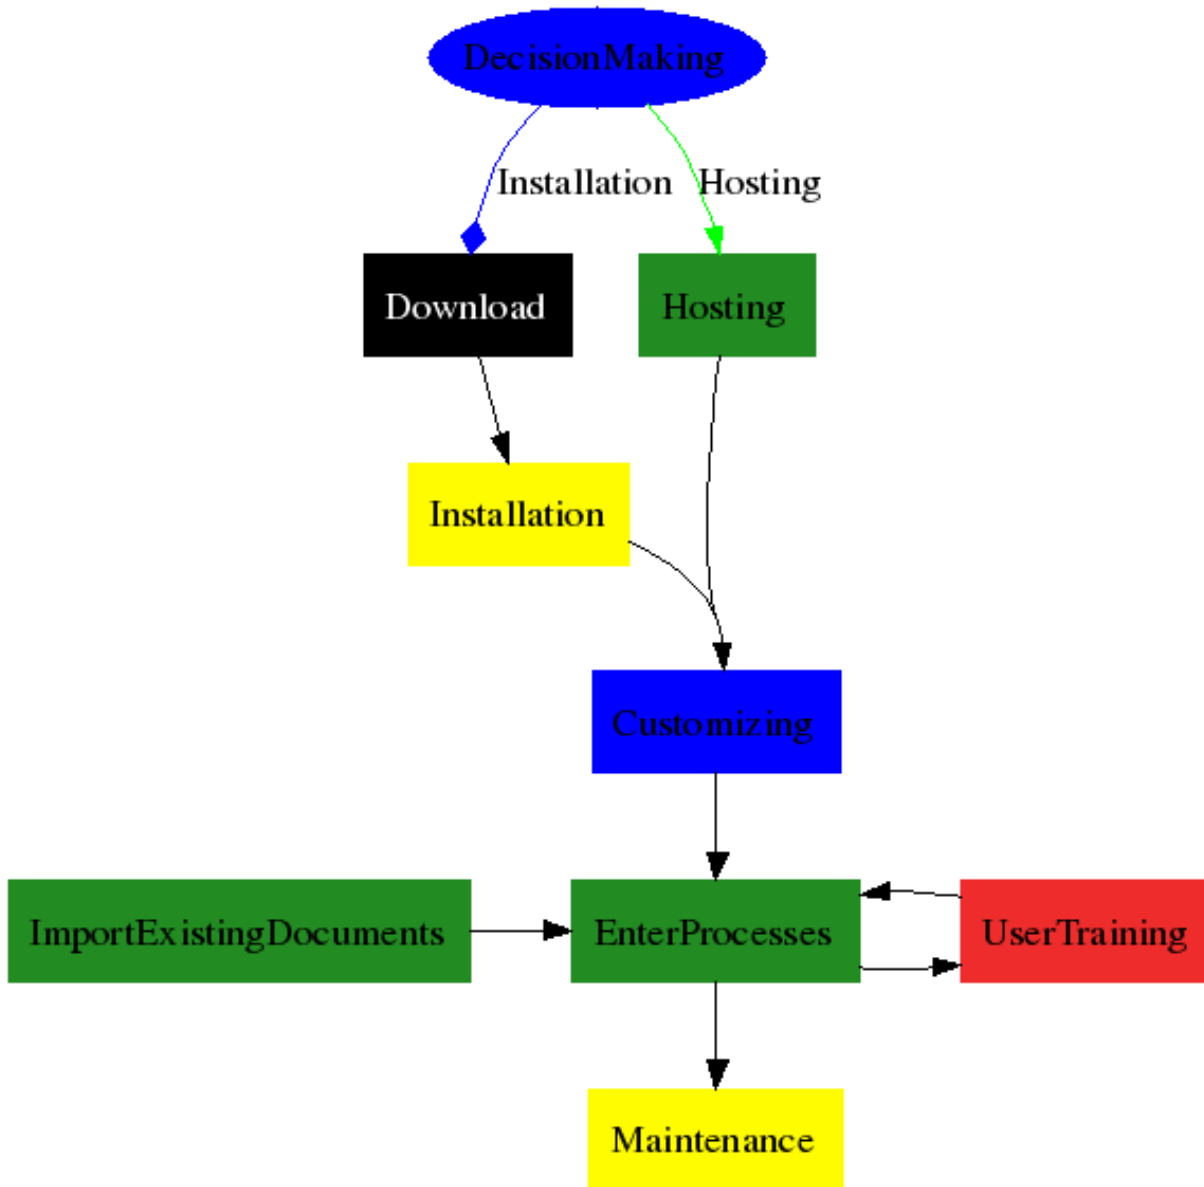 DecisionMaking
Installation
Hosting
Download
Hosting
Installation
Customizing
ImportExistingDocuments
EnterProcesses
UserTraining
Maintenance